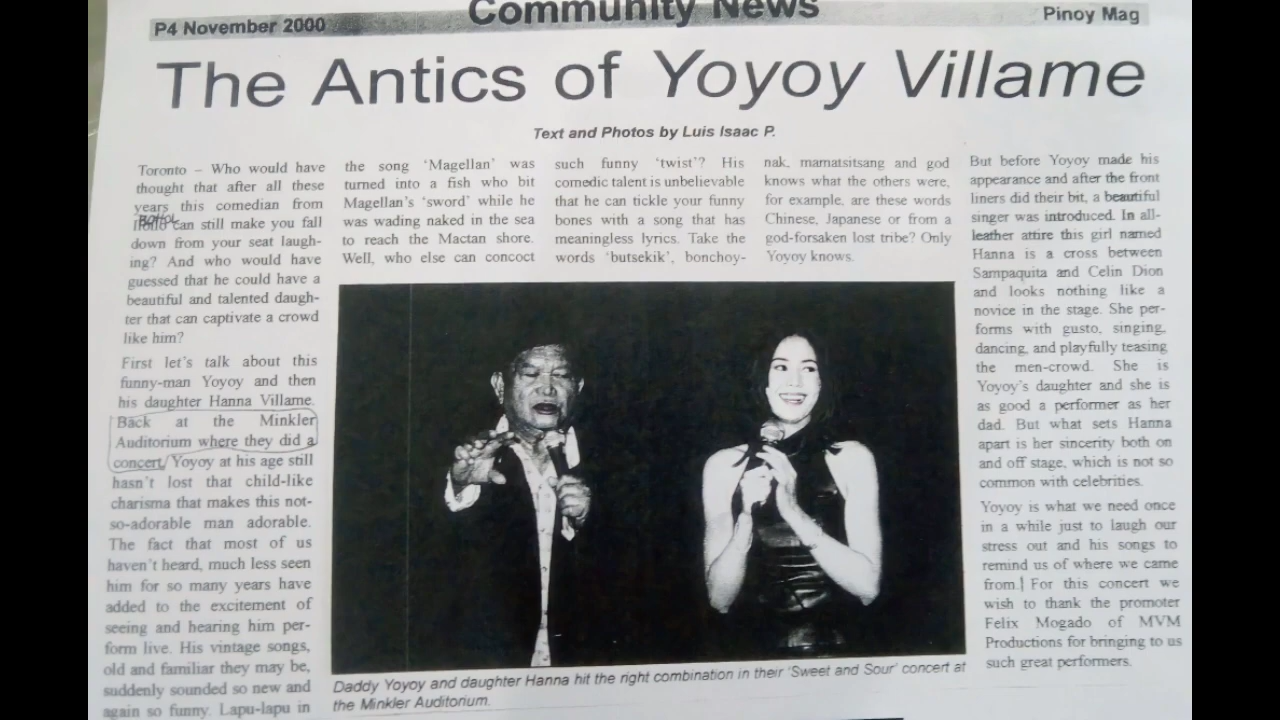 Community News
P4 November 2000
Pinoy Mag
The Antics of Yoyoy Villame
Text and Photos by Luis Isaac P.
Toronto – Who would have
thought that after all these
years this comedian from
Bohol
Iloilo can still make you fall
down from your seat laugh-
ing? And who would have
guessed that he could have a
beautiful and talented daugh-
ter that can captivate a crowd
like him?
First let's talk about this
funny-man Yoyoy and then
his daughter Hanna Villame.
Back at the Minkler
Auditorium where they did a
concert/Yoyoy at his age still
hasn't lost that child-like
charisma that makes this not-
so-adorable man adorable.
The fact that most of us
haven't heard, much less seen
him for so many years have
added to the excitement of
seeing and hearing him per-
form live. His vintage songs,
old and familiar they may be,
suddenly sounded so new and
again so funny. Lapu-lapu in
the song 'Magellan' was
turned into a fish who bit
Magellan's 'sword' while he
was wading naked in the sea
to reach the Mactan shore.
Well, who else can concoct
such funny 'twist'? His
comedic talent is unbelievable
that he can tickle your funny
bones with a song that has
meaningless lyrics. Take the
words 'butsekik', bonchoy-
nak, mamatsitsang and god
knows what the others were,
for example, are these words
Chinese, Japanese or from a
god-forsaken lost tribe? Only
Yoyoy knows.
But before Yoyoy made his
appearance and after the front
liners did their bit, a beautiful
singer was introduced. In all-
leather attire this girl named
Hanna is a cross between
Sampaquita and Celin Dion
and looks nothing like a
novice in the stage. She per-
forms with gusto, singing,
dancing, and playfully teasing
the men-crowd. She is
Yoyoy's daughter and she is
as good a performer as her
dad. But what sets Hanna
apart is her sincerity both on
and off stage, which is not so
common with celebrities.
Yoyoy is what we need once
in a while just to laugh our
stress out and his songs to
remind us of where we came
from. For this concert we
wish to thank the promoter
Felix Mogado of MVM
Productions for bringing to us
such great performers.
Daddy Yoyoy and daughter Hanna hit the right combination in their 'Sweet and Sour' concert at
the Minkler Auditorium.